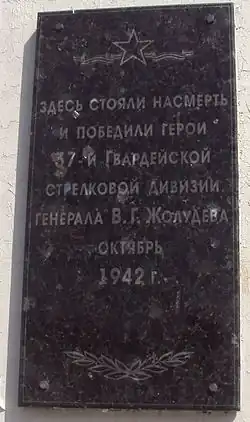 ЗДЕСЬ СТОЯЛИ НАСМЕРТЬ
И ПОБЕДИЛИ ГЕРОИ
37-Й ГВАРДЕЙСКОЙ
СТРЕЛКОВОЙ ДИВИЗИИ
ГЕНЕРАЛА В. Г. ЖОЛУДЕВА
ОКТЯБРЬ
1942 г.